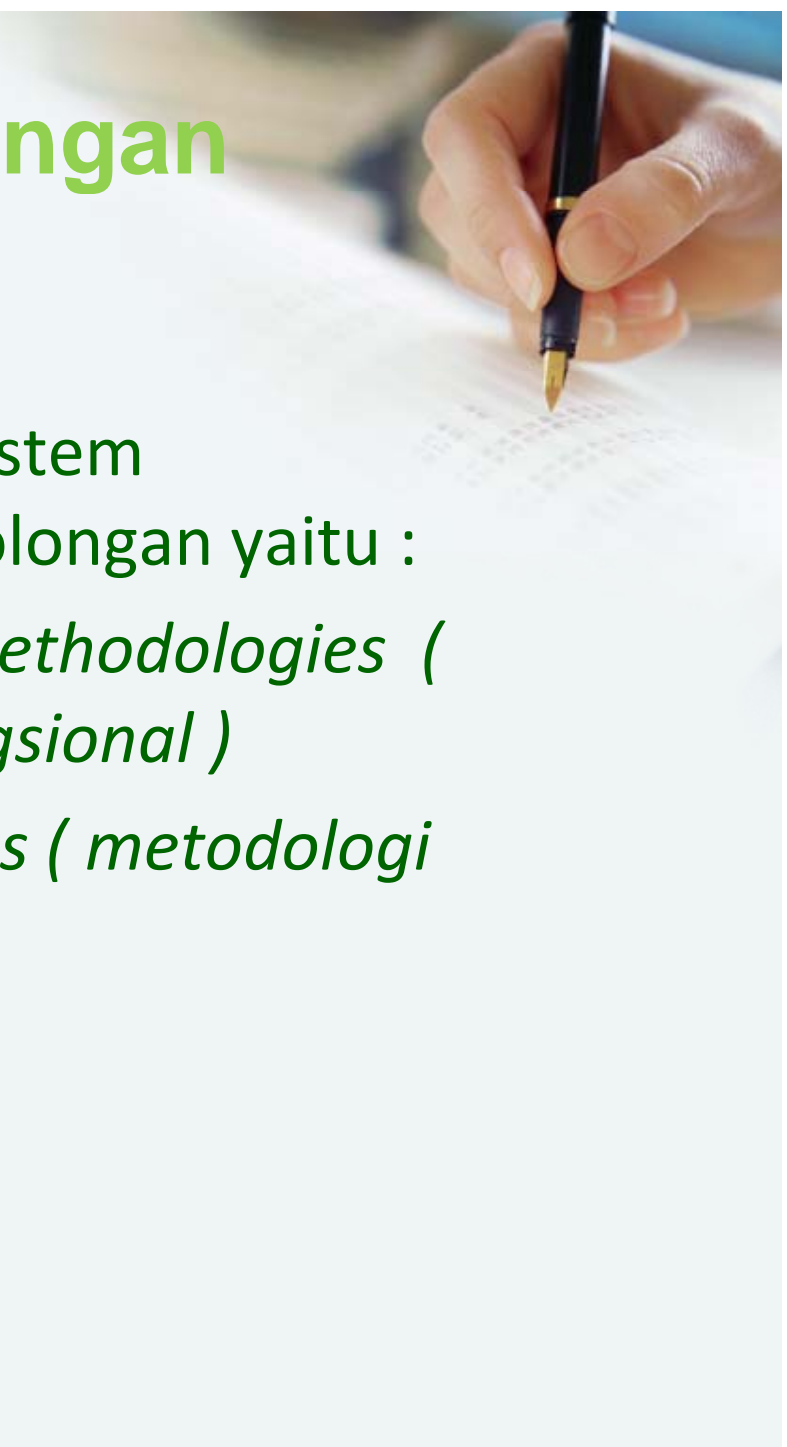 ngan
stem
olongan yaitu :
ethodologies (
gsional )
s ( metodologi